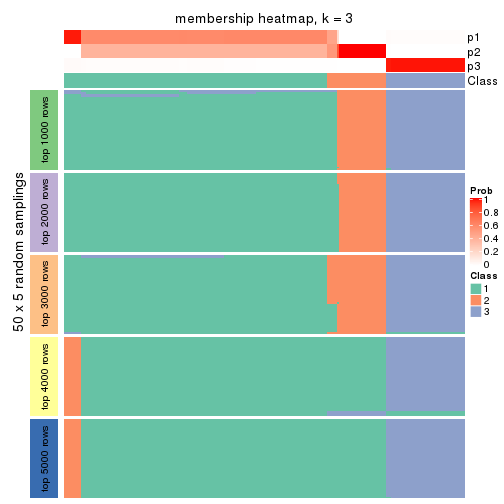 membership heatmap, k = 3
p1
p2
p3
Class
50 x 5 random samplings
top 1000 rows
top 2000 rows
top 3000 rows
top 4000 rows
top 5000 rows
Prob
1
0.8
0.6
0.4
0.2
0
Class
1
2
3